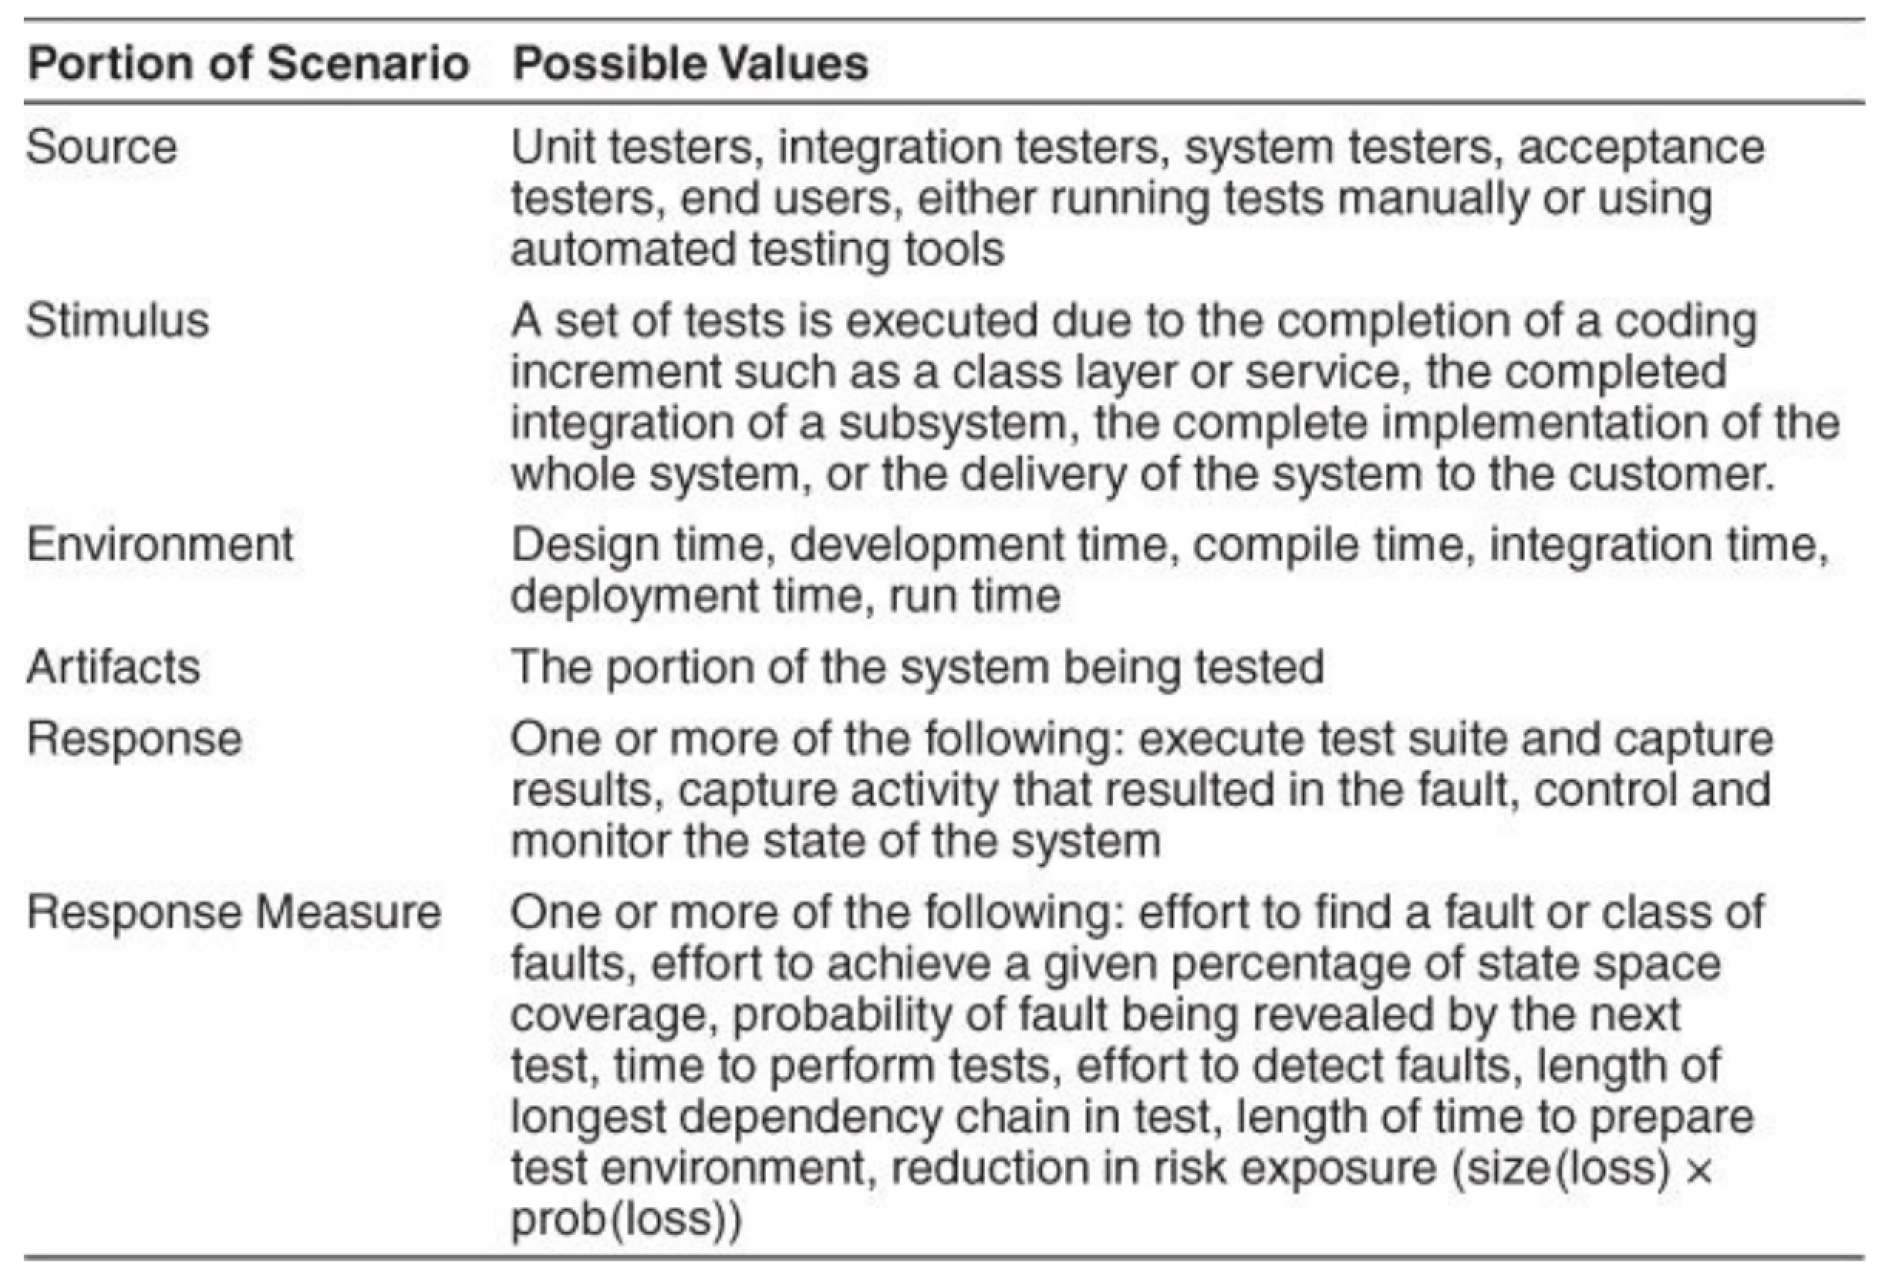 Portion of Scenario Possible Values
Source Unit testers, integration testers, system testers, acceptance
testers, end users, either running tests manually or using
automated testing tools
Stimulus A set of tests is executed due to the completion of a coding
increment such as a class layer or service, the completed
integration of a subsystem, the complete implementation of the
whole system, or the delivery of the system to the customer.
Environment Design time, development time, compile time, integration time,
deployment time, run time
Artifacts The portion of the system being tested
Response One or more of the following: execute test suite and capture
results, capture activity that resulted in the fault, control and
monitor the state of the system
Response Measure One or more of the following: effort to find a fault or class of
faults, effort to achieve a given percentage of state space
coverage, probability of fault being revealed by the next
test, time to perform tests, effort to detect faults, length of
longest dependency chain in test, length of time to prepare
test environment, reduction in risk exposure (size(loss) ×
prob(loss))